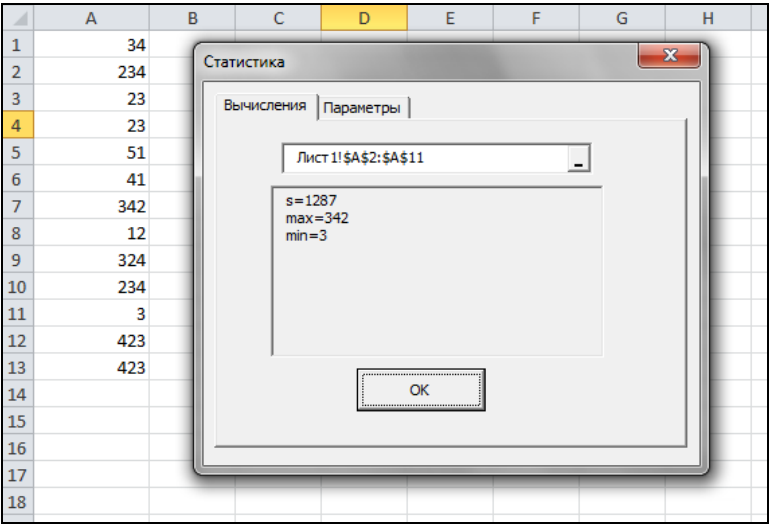 A B C D E F G H
1 34
2 234
3 23
4 23
5 51
6 41
7 342
8 12
9 324
10 234
11 3
12 423
13 423
14
15
16
17
18
Статистика
Вычисления Параметры
Лист1!$A$2:$A$11
s=1287
max=342
min=3
OK